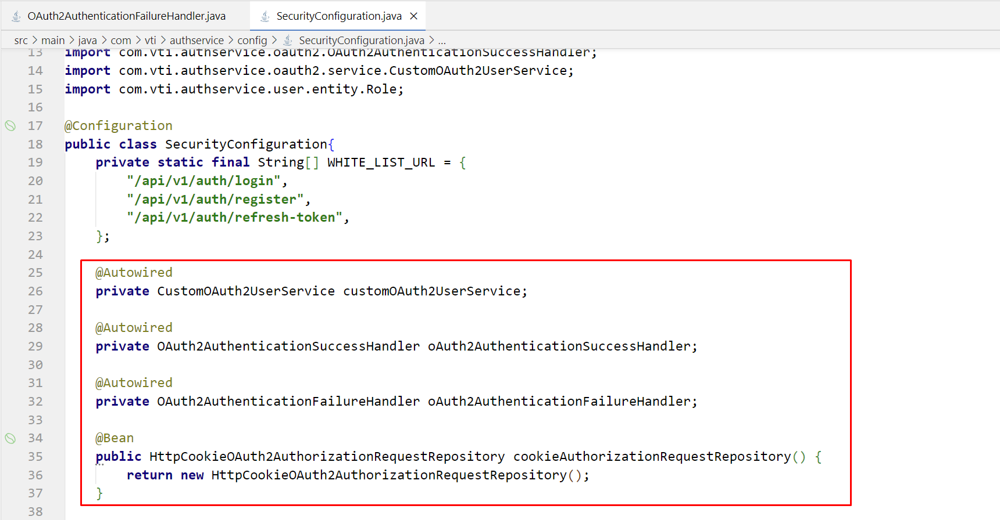 OAuth2AuthenticationFailureHandler.java SecurityConfiguration.java ×
src > main > java > com > vti > authservice > config > SecurityConfiguration.java > ...
13 import com.vti.authservice.oauth2.OAuth2AuthenticationSuccessHandler;
14 import com.vti.authservice.oauth2.service.CustomOAuth2UserService;
15 import com.vti.authservice.user.entity.Role;
16
17 @Configuration
18 public class SecurityConfiguration{
19     private static final String[] WHITE_LIST_URL = {
20         "/api/v1/auth/login",
21         "/api/v1/auth/register",
22         "/api/v1/auth/refresh-token",
23     };
24
25     @Autowired
26     private CustomOAuth2UserService customOAuth2UserService;
27
28     @Autowired
29     private OAuth2AuthenticationSuccessHandler oAuth2AuthenticationSuccessHandler;
30
31     @Autowired
32     private OAuth2AuthenticationFailureHandler oAuth2AuthenticationFailureHandler;
33
34     @Bean
35     public HttpCookieOAuth2AuthorizationRequestRepository cookieAuthorizationRequestRepository() {
36         return new HttpCookieOAuth2AuthorizationRequestRepository();
37     }
38